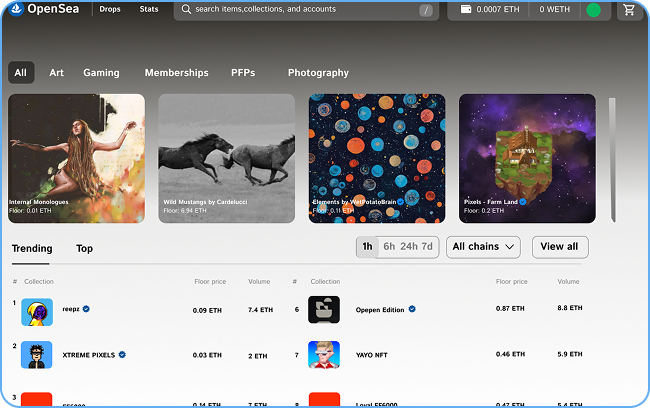 OpenSea Drops Stats search items,collections, and accounts / 0.0007 ETH 0 WETH
All Art Gaming Memberships PFPs Photography
Internal Monologues
Floor: 0.01 ETH
Wild Mustangs by Cardelucci
Floor: 6.94 ETH
Elements by WetPotatoBrain
Floor: 0.11 ETH
Pixels - Farm Land
Floor: 0.2 ETH
Trending Top 1h 6h 24h 7d All chains View all
# Collection Floor price Volume # Collection Floor price Volume
1 reepz 0.09 ETH 7.4 ETH 6 Opepen Edition 0.87 ETH 8.8 ETH
2 XTREME PIXELS 0.03 ETH 2 ETH 7 YAYO NFT 0.46 ETH 5.9 ETH
3 0.14 ETH 7 ETH 8 0.47 ETH 5.4 ETH